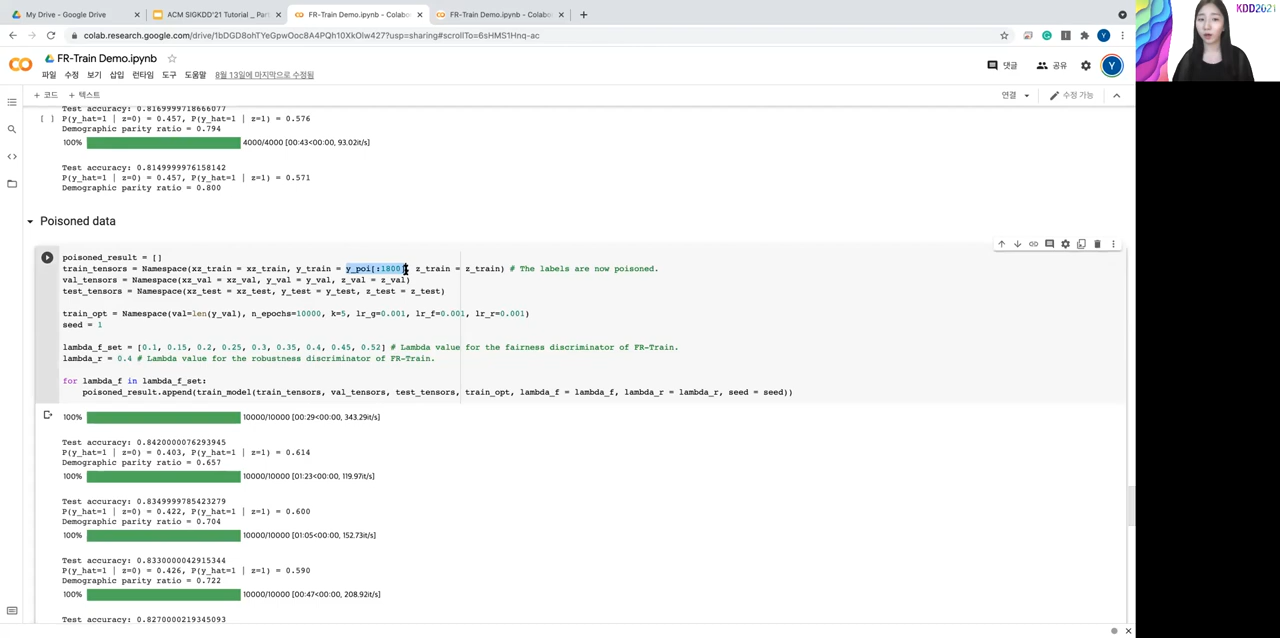 My Drive - Google Drive
ACM SIGKDD'21 Tutorial _ Par
FR-Train Demo.ipynb - Colabo
FR-Train Demo.ipynb - Colabo
colab.research.google.com/drive/1bDGD8ohTYeGpwOoc8A4PQh10XkOlw427?usp=sharing#scrollTo=6sHMS1Hnq-ac
KDD2021
FR-Train Demo.ipynb
파일 수정 보기 삽입 런타임 도구 도움말 8월 13일에 마지막으로 수정됨
댓글 공유 Y
+ 코드 + 텍스트
연결 수정 가능
Test accuracy: 0.8169999718666077
[ ] P(y_hat=1 | z=0) = 0.457, P(y_hat=1 | z=1) = 0.576
Demographic parity ratio = 0.794
100% 4000/4000 [00:43<00:00, 93.02it/s]
Test accuracy: 0.8149999976158142
P(y_hat=1 | z=0) = 0.457, P(y_hat=1 | z=1) = 0.571
Demographic parity ratio = 0.800
Poisoned data
poisoned_result = []
train_tensors = Namespace(xz_train = xz_train, y_train = y_poi[:1800], z_train = z_train) # The labels are now poisoned.
val_tensors = Namespace(xz_val = xz_val, y_val = y_val, z_val = z_val)
test_tensors = Namespace(xz_test = xz_test, y_test = y_test, z_test = z_test)
train_opt = Namespace(val=len(y_val), n_epochs=10000, k=5, lr_g=0.001, lr_f=0.001, lr_r=0.001)
seed = 1
lambda_f_set = [0.1, 0.15, 0.2, 0.25, 0.3, 0.35, 0.4, 0.45, 0.52] # Lambda value for the fairness discriminator of FR-Train.
lambda_r = 0.4 # Lambda value for the robustness discriminator of FR-Train.
for lambda_f in lambda_f_set:
poisoned_result.append(train_model(train_tensors, val_tensors, test_tensors, train_opt, lambda_f = lambda_f, lambda_r = lambda_r, seed = seed))
100% 10000/10000 [00:29<00:00, 343.29it/s]
Test accuracy: 0.8420000076293945
P(y_hat=1 | z=0) = 0.403, P(y_hat=1 | z=1) = 0.614
Demographic parity ratio = 0.657
100% 10000/10000 [01:23<00:00, 119.97it/s]
Test accuracy: 0.8349999785423279
P(y_hat=1 | z=0) = 0.422, P(y_hat=1 | z=1) = 0.600
Demographic parity ratio = 0.704
100% 10000/10000 [01:05<00:00, 152.73it/s]
Test accuracy: 0.8330000042915344
P(y_hat=1 | z=0) = 0.426, P(y_hat=1 | z=1) = 0.590
Demographic parity ratio = 0.722
100% 10000/10000 [00:47<00:00, 208.92it/s]
Test accuracy: 0.8270000219345093